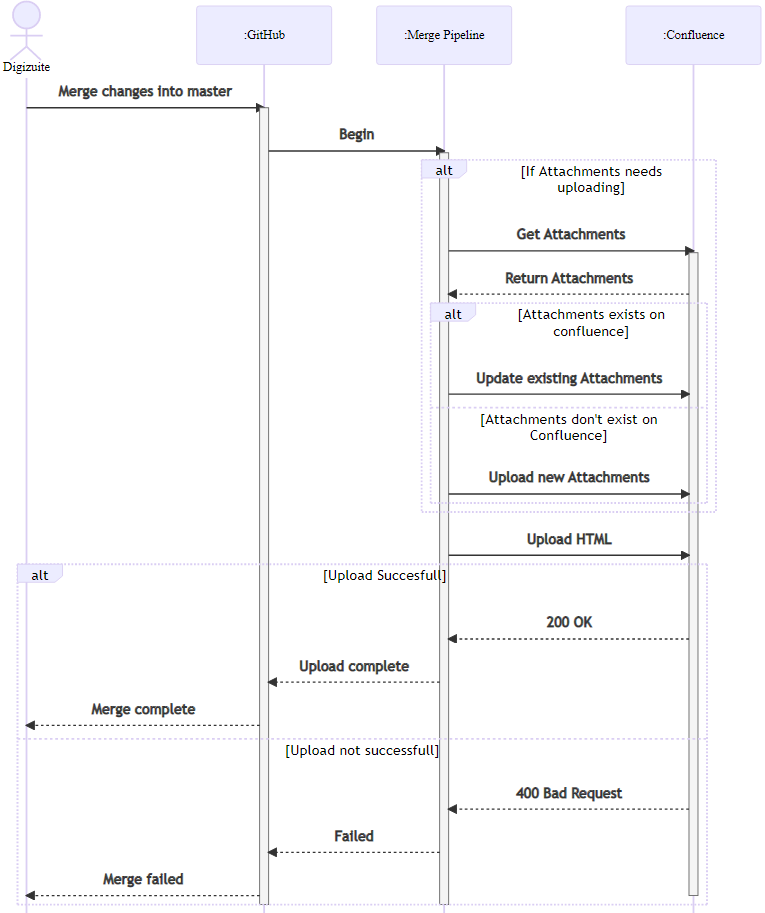 :GitHub
:Merge Pipeline
:Confluence
Digizuite
Merge changes into master
Begin
alt
[If Attachments needs
uploading]
Get Attachments
Return Attachments
alt
[Attachments exists on
confluence]
Update existing Attachments
[Attachments don't exist on
Confluence]
Upload new Attachments
Upload HTML
alt
[Upload Succesfull]
200 OK
Upload complete
Merge complete
[Upload not successfull]
400 Bad Request
Failed
Merge failed